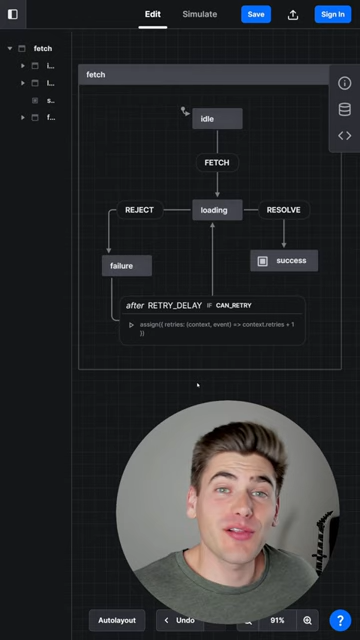 Edit
Simulate
Save
Sign In
fetch
i...
l...
s...
f...
fetch
idle
FETCH
REJECT
loading
RESOLVE
failure
success
after RETRY_DELAY IF CAN_RETRY
assign({ retries: (context, event) => context.retries + 1
})
Autolayout
Undo
91%
?